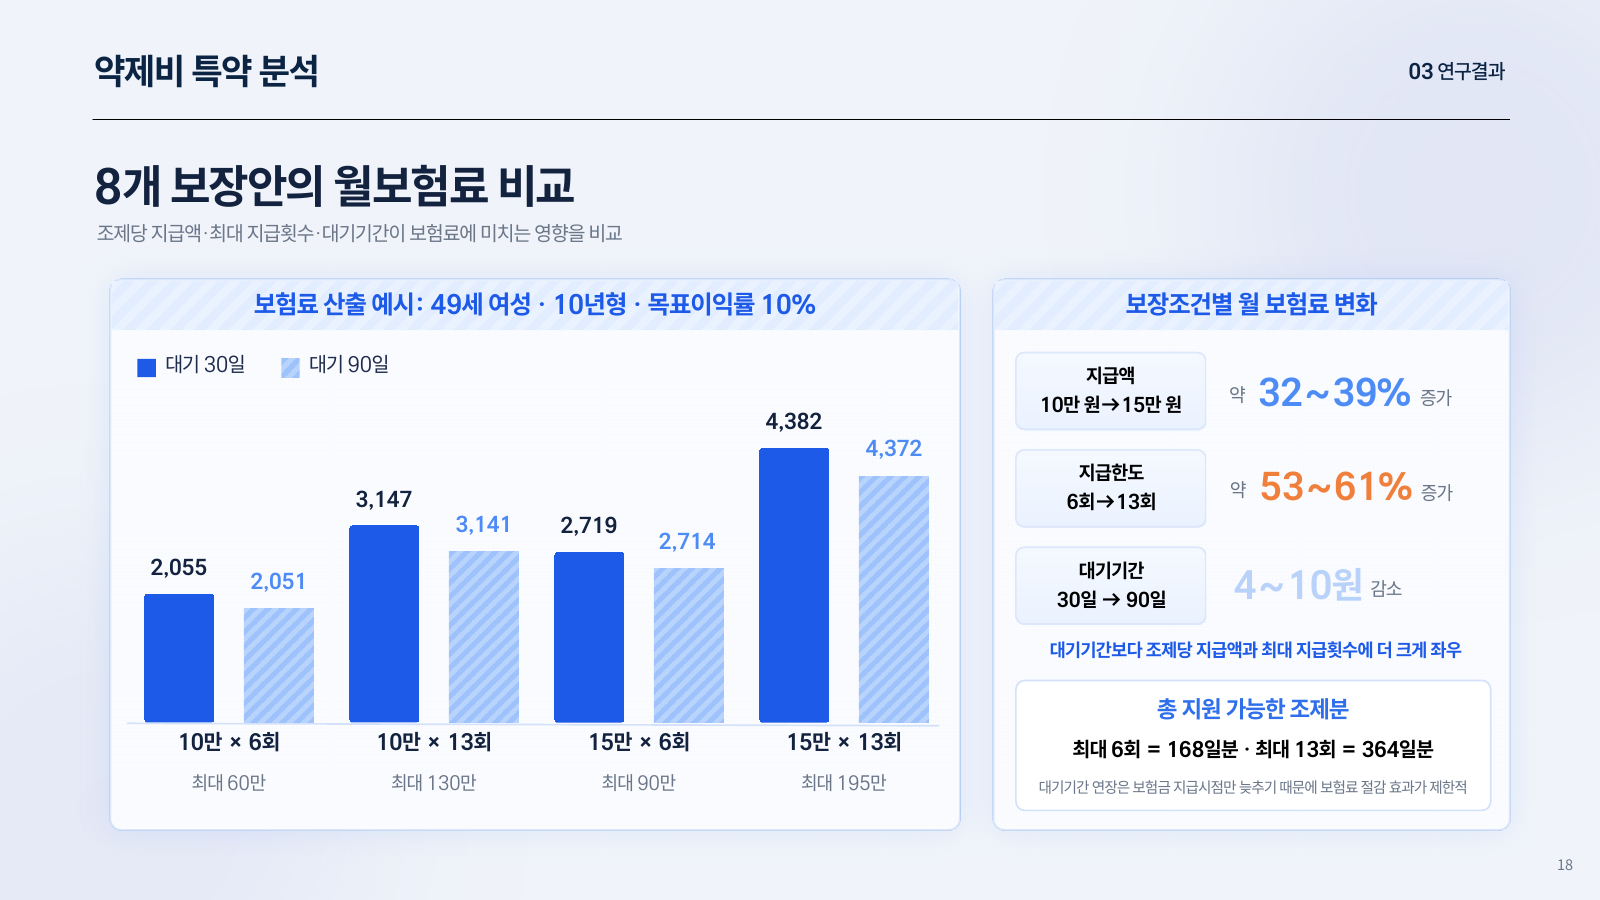 약제비 특약 분석
03 연구결과
8개 보장안의 월보험료 비교
조제당 지급액·최대 지급횟수·대기기간이 보험료에 미치는 영향을 비교
보험료 산출 예시: 49세 여성 · 10년형 · 목표이익률 10%
대기 30일
대기 90일
2,055
2,051
3,147
3,141
2,719
2,714
4,382
4,372
10만 × 6회
10만 × 13회
15만 × 6회
15만 × 13회
최대 60만
최대 130만
최대 90만
최대 195만
보장조건별 월 보험료 변화
지급액
10만 원→15만 원
약 32~39% 증가
지급한도
6회→13회
약 53~61% 증가
대기기간
30일 → 90일
4~10원 감소
대기기간보다 조제당 지급액과 최대 지급횟수에 더 크게 좌우
총 지원 가능한 조제분
최대 6회 = 168일분 · 최대 13회 = 364일분
대기기간 연장은 보험금 지급시점만 늦추기 때문에 보험료 절감 효과가 제한적
18